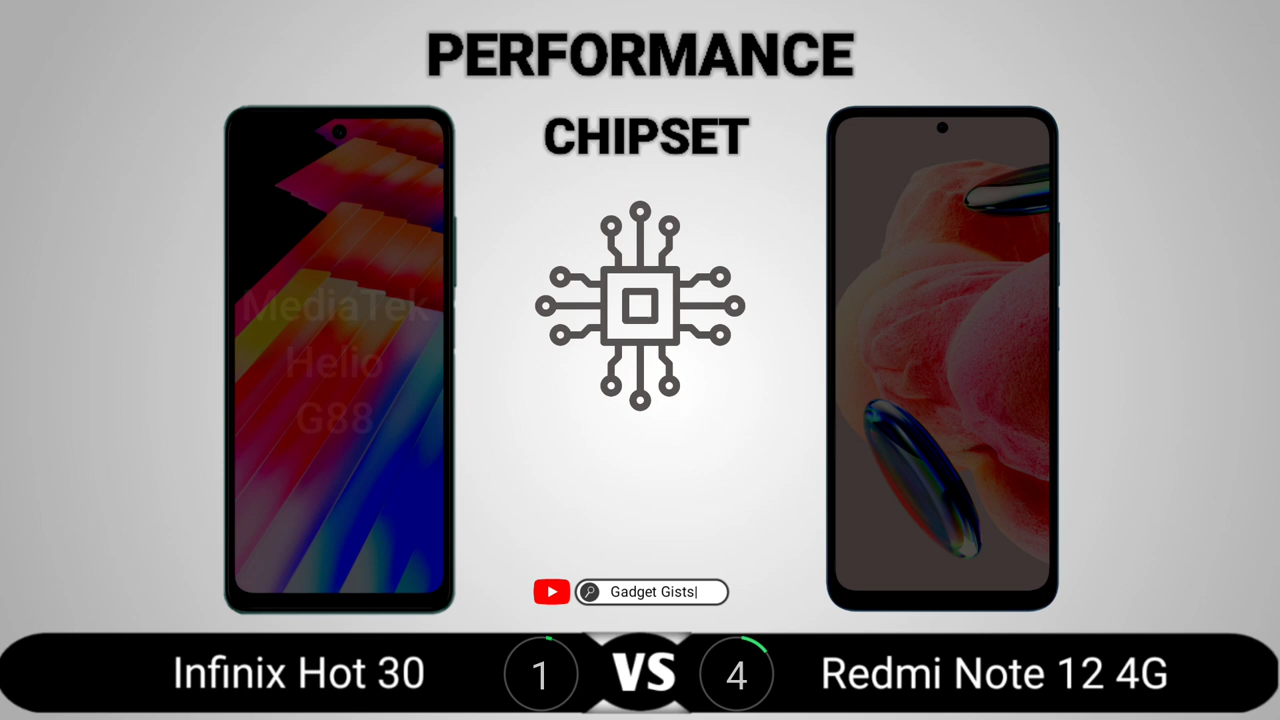 PERFORMANCE
CHIPSET
MediaTek
Helio
G88
Gadget Gists|
Infinix Hot 30
1
VS
4
Redmi Note 12 4G